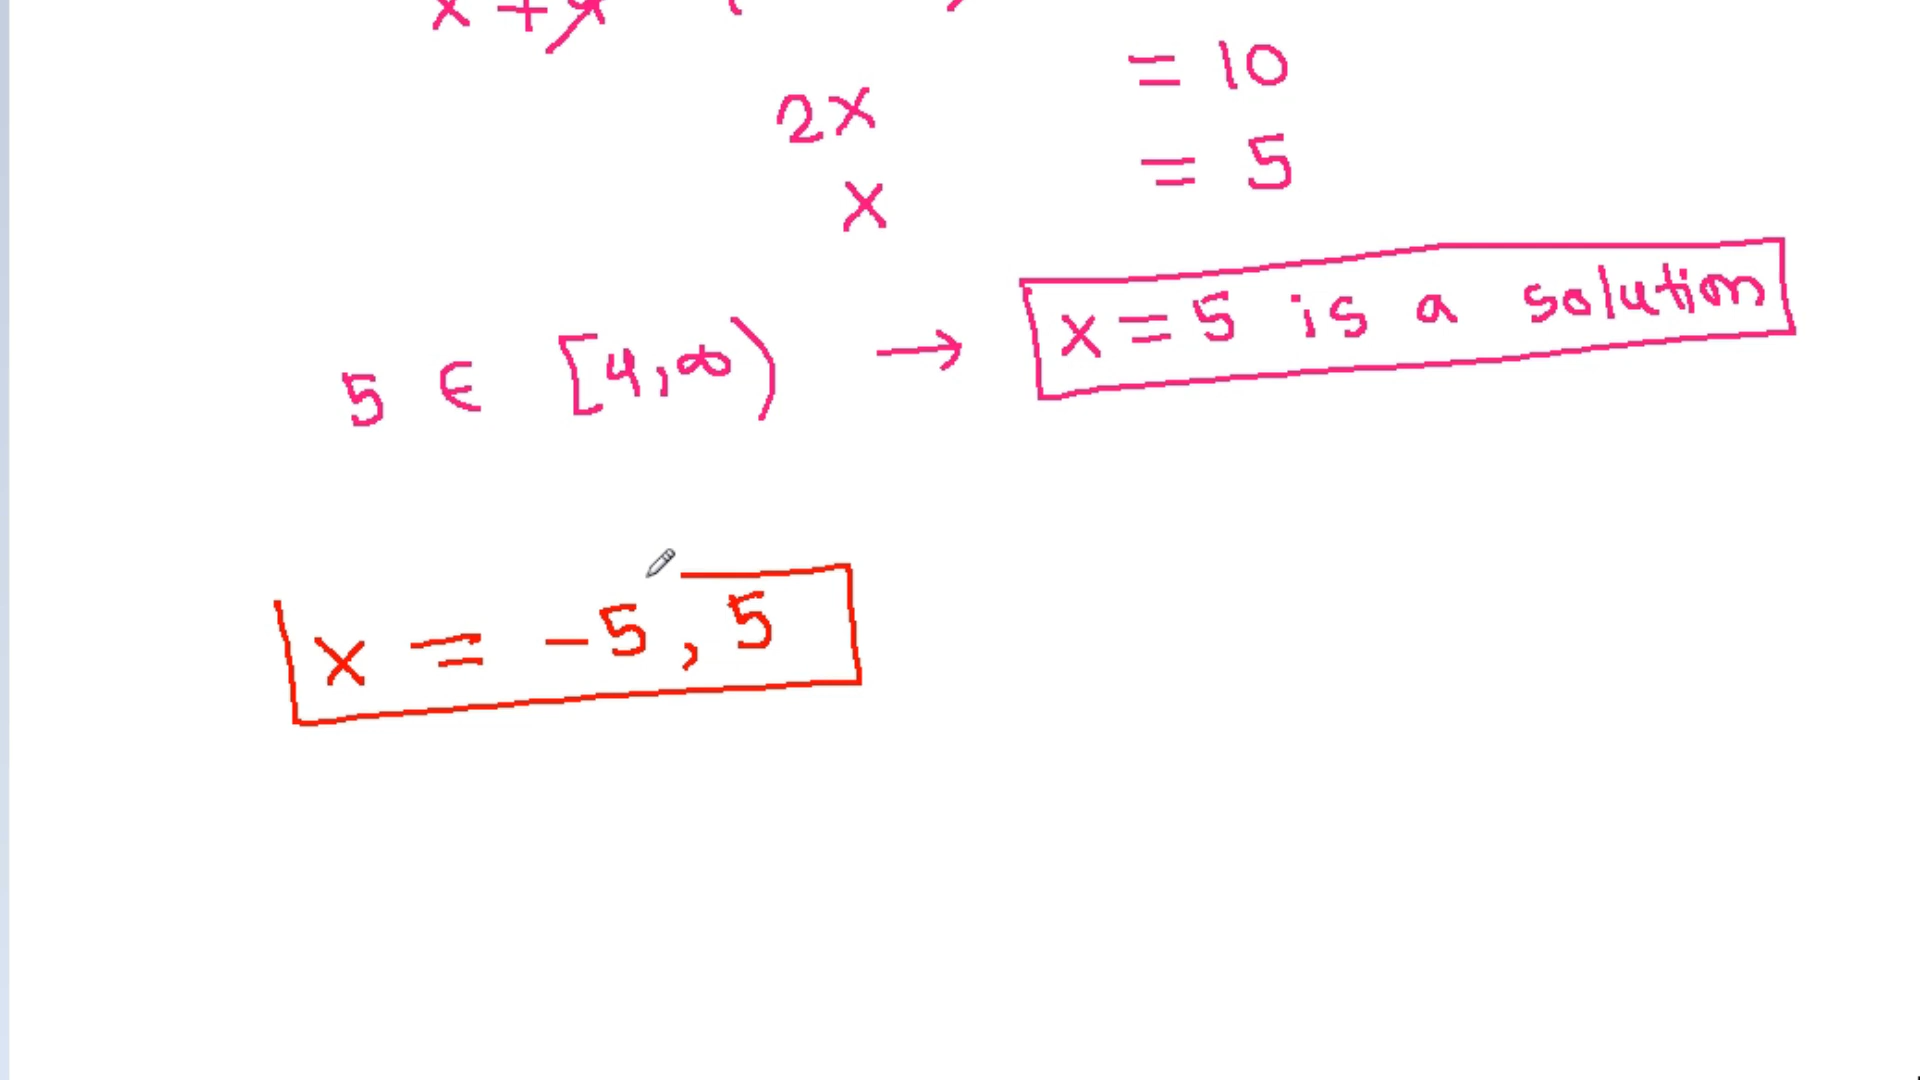 x +
= 10
2x
= 5
x
x = 5 is a solution
5 ∈ [4,∞) →
x = -5 , 5